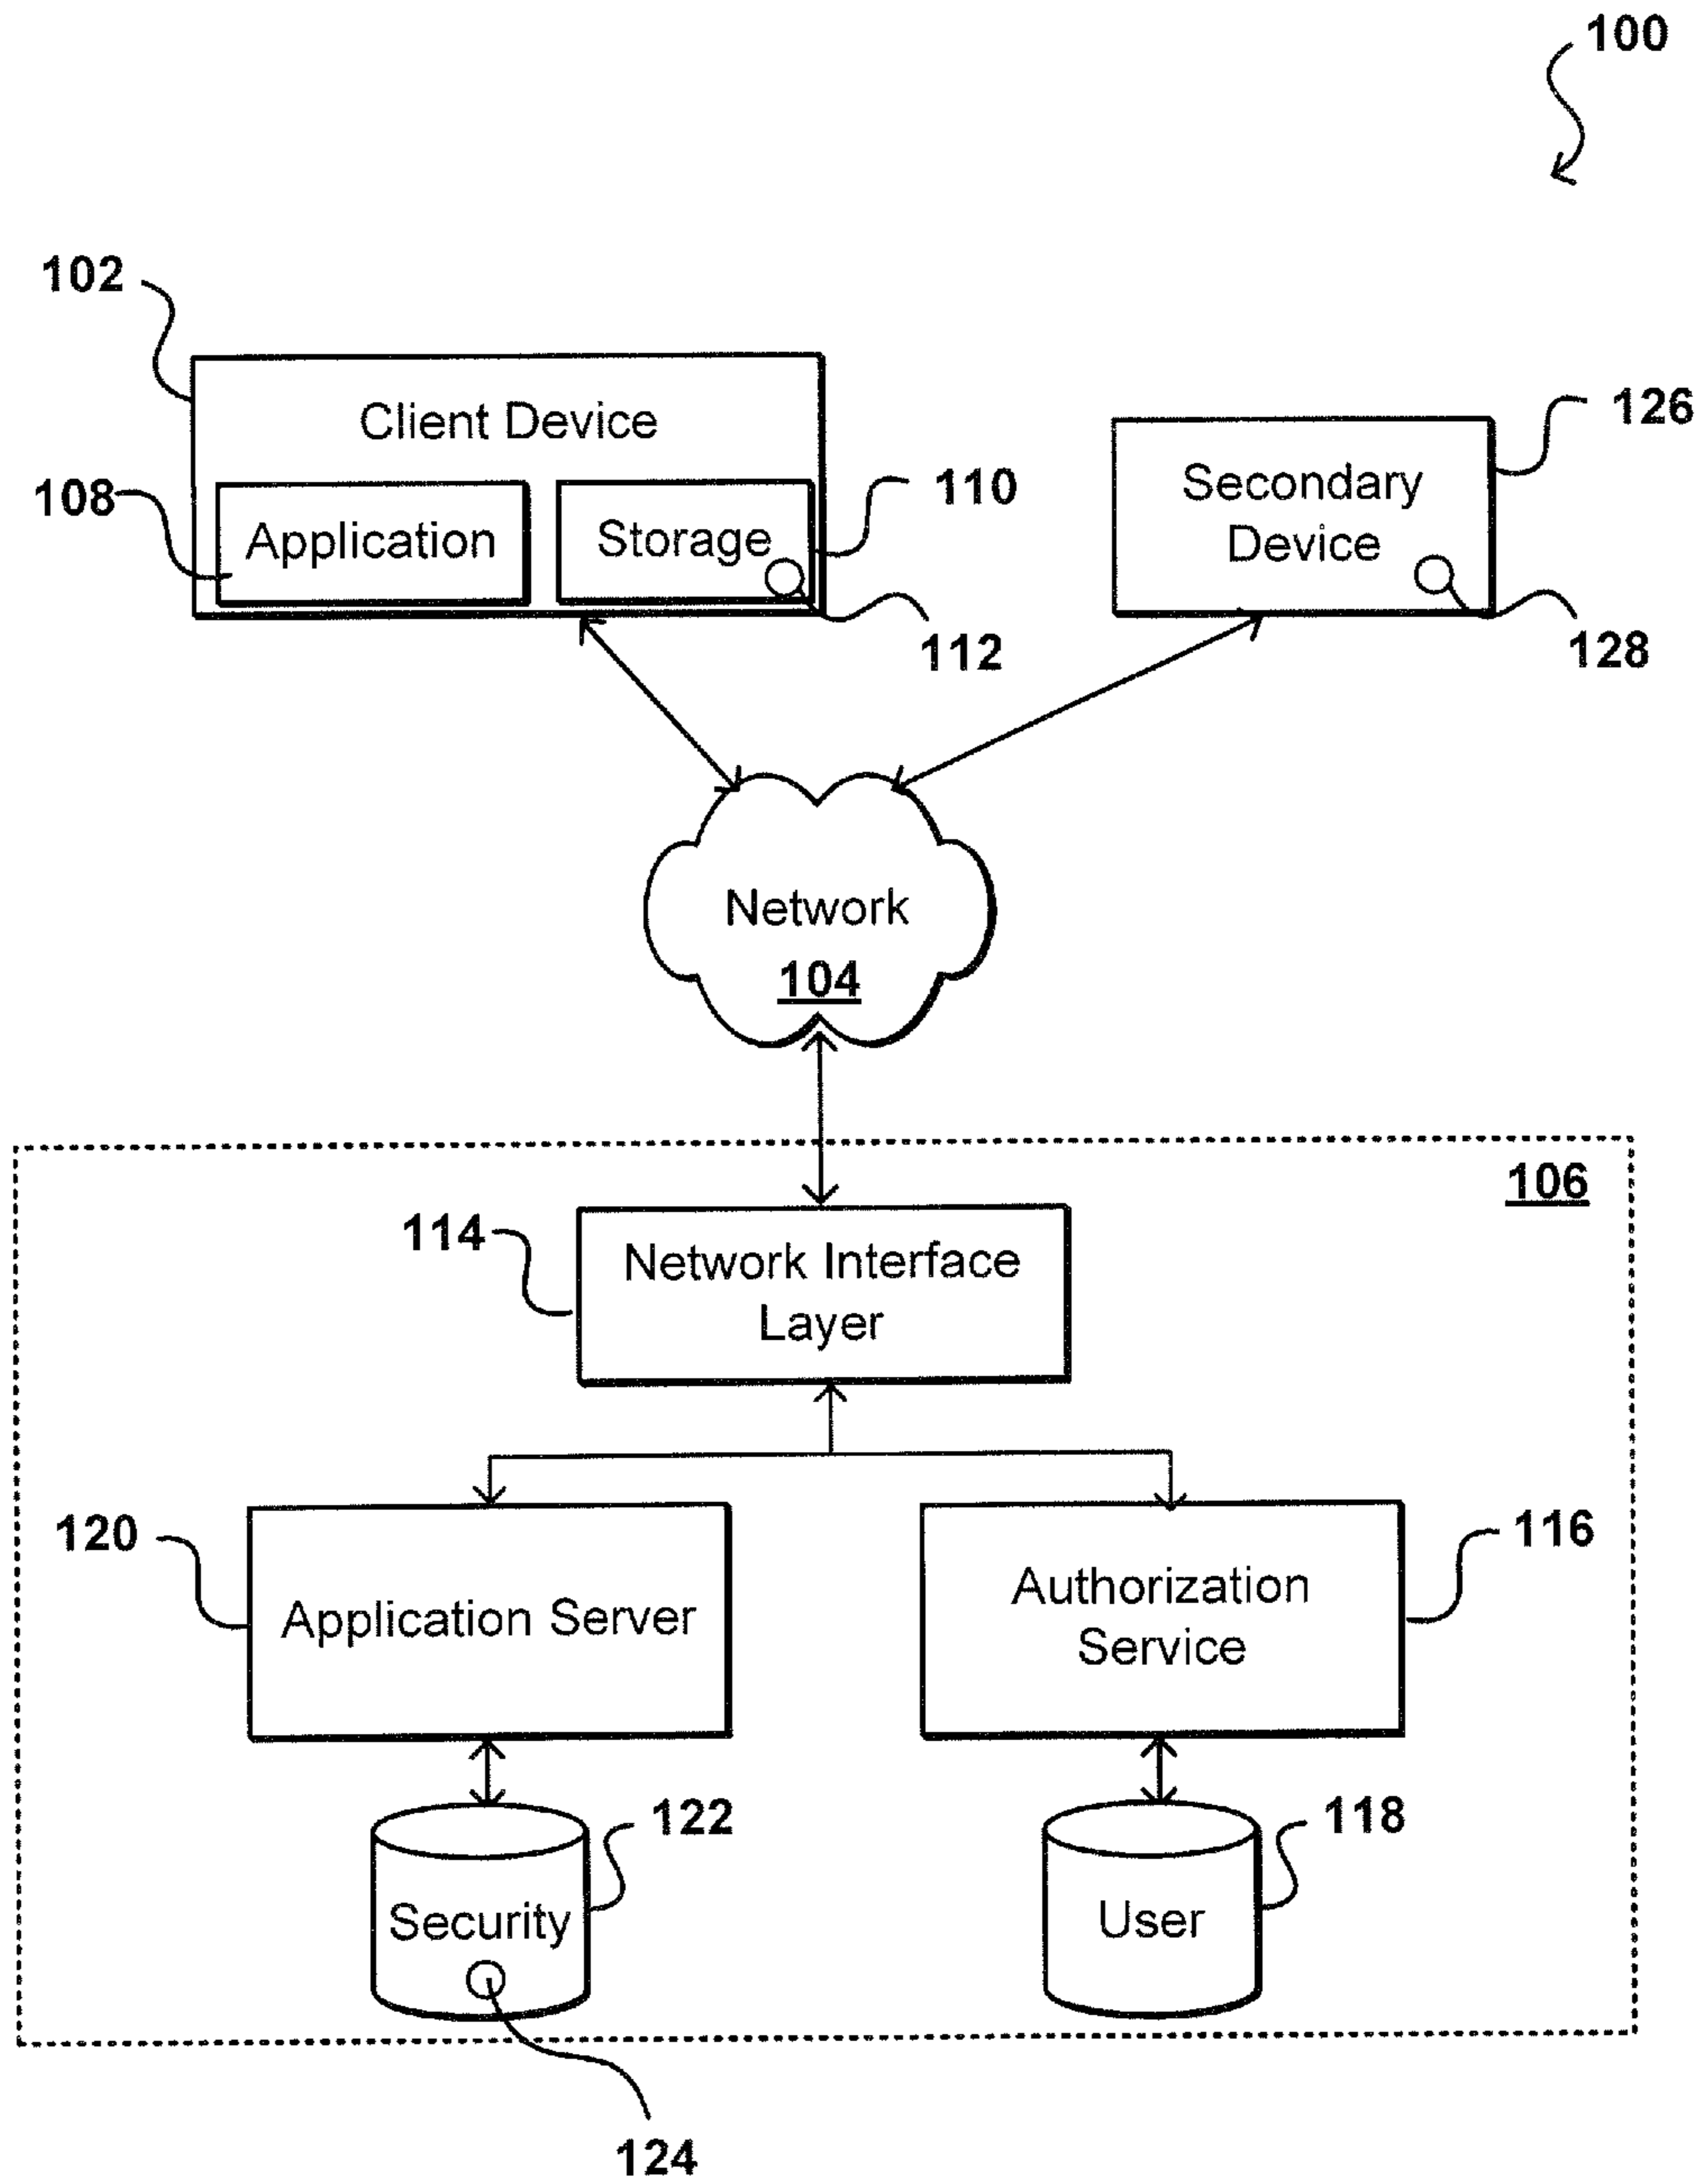 100
102
Client Device
126
Secondary
Device
108
Application
Storage
110
112
128
Network
104
106
114
Network Interface
Layer
120
Application Server
116
Authorization
Service
122
Security
118
User
124